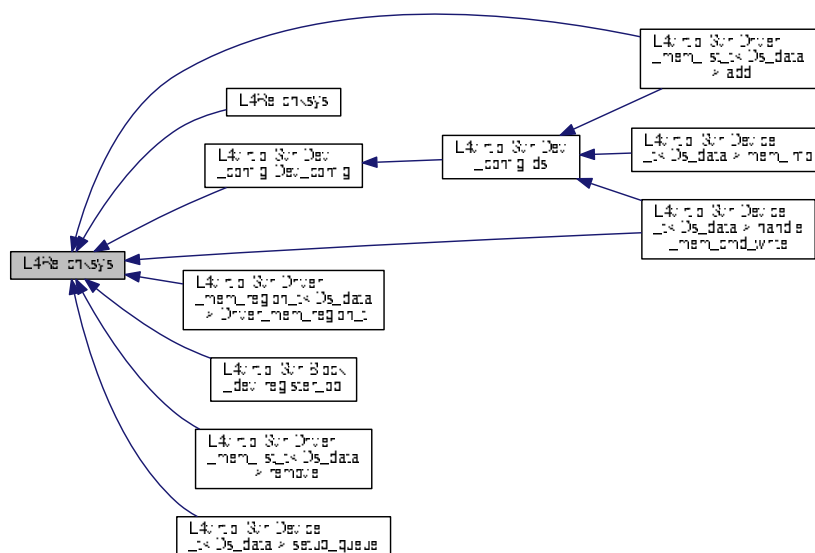 L4virtio::Svr::Driver
_mem_list_t< Ds_data
>::add
L4Re::chksys
L4virtio::Svr::Dev
_config::Dev_config
L4virtio::Svr::Dev
_config::ds
L4virtio::Svr::Device
_t< Ds_data >::mem_info
L4virtio::Svr::Device
_t< Ds_data >::handle
_mem_cmd_write
L4Re::chksys
L4virtio::Svr::Driver
_mem_region_t< Ds_data
>::Driver_mem_region_t
L4virtio::Svr::Block
_dev::register_obj
L4virtio::Svr::Driver
_mem_list_t< Ds_data
>::remove
L4virtio::Svr::Device
_t< Ds_data >::setup_queue